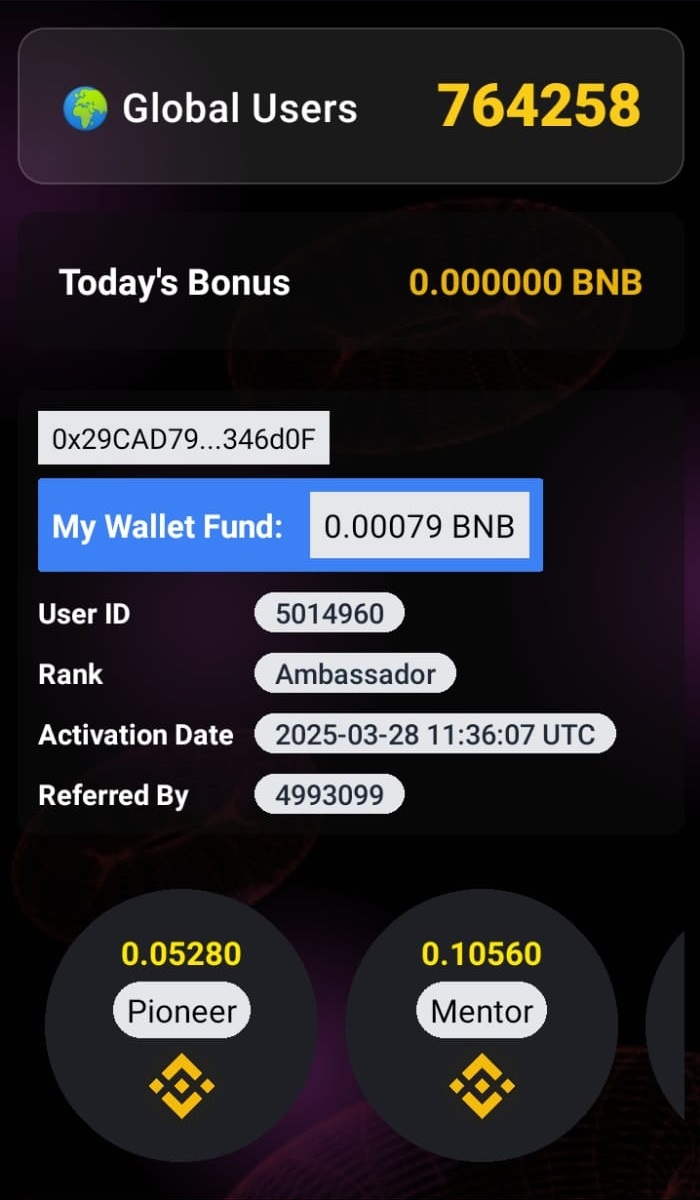 Global Users 764258
Today's Bonus 0.000000 BNB
0x29CAD79...346d0F
My Wallet Fund: 0.00079 BNB
User ID 5014960
Rank Ambassador
Activation Date 2025-03-28 11:36:07 UTC
Referred By 4993099
0.05280 0.10560
Pioneer Mentor